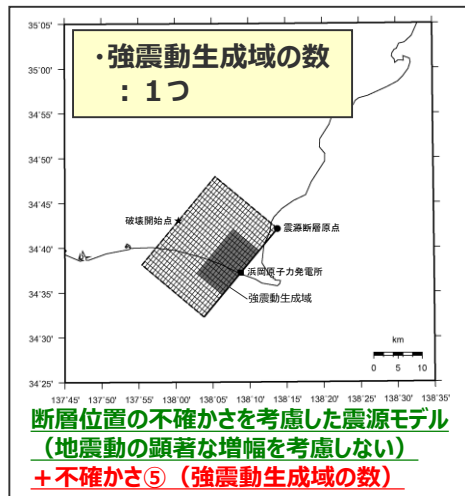 ・強震動生成域の数
：１つ
35˚05'
35˚00'
34˚55'
34˚50'
34˚45'
34˚40'
34˚35'
34˚30'
34˚25'
破壊開始点
震源断層原点
浜岡原子力発電所
強震動生成域
km
0 5 10
137˚45' 137˚50' 137˚55' 138˚00' 138˚05' 138˚10' 138˚15' 138˚20' 138˚25' 138˚30' 138˚35'
断層位置の不確かさを考慮した震源モデル
（地震動の顕著な増幅を考慮しない）
＋不確かさ⑤（強震動生成域の数）